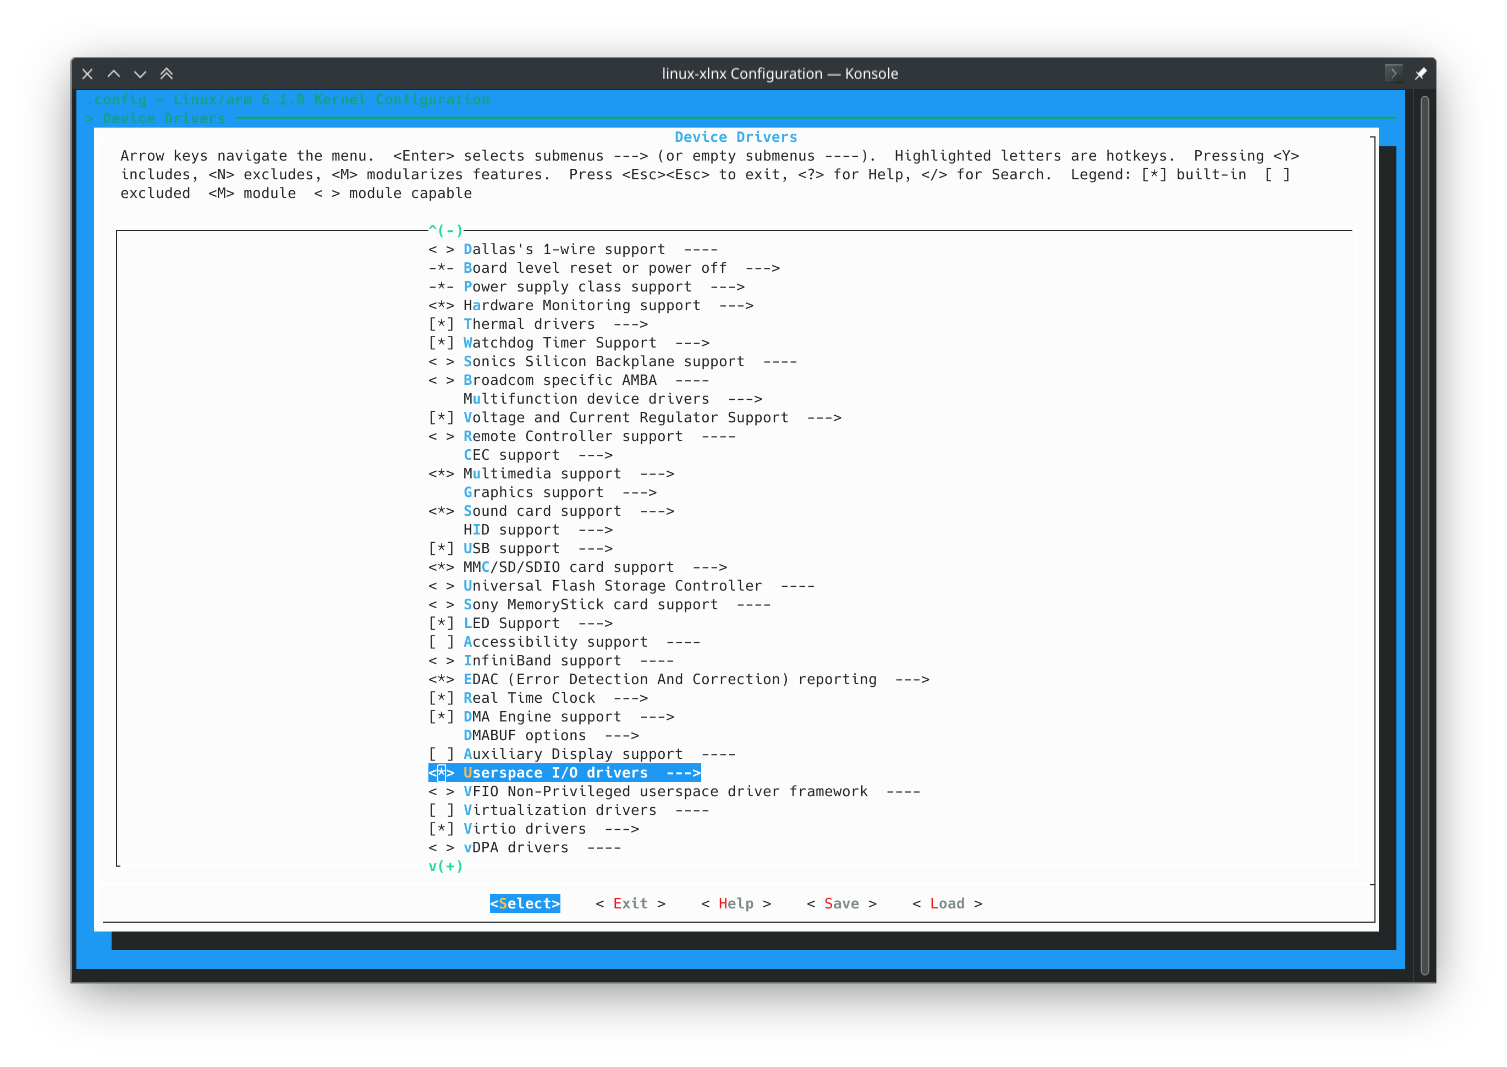 linux-xlnx Configuration — Konsole
.config - Linux/arm 6.1.0 Kernel Configuration
> Device Drivers
Device Drivers
Arrow keys navigate the menu.  <Enter> selects submenus ---> (or empty submenus ----).  Highlighted letters are hotkeys.  Pressing <Y>
includes, <N> excludes, <M> modularizes features.  Press <Esc><Esc> to exit, <?> for Help, </> for Search.  Legend: [*] built-in  [ ]
excluded  <M> module  < > module capable
^(-)
< > Dallas's 1-wire support  ----
-*- Board level reset or power off  --->
-*- Power supply class support  --->
<*> Hardware Monitoring support  --->
[*] Thermal drivers  --->
[*] Watchdog Timer Support  --->
< > Sonics Silicon Backplane support  ----
< > Broadcom specific AMBA  ----
Multifunction device drivers  --->
[*] Voltage and Current Regulator Support  --->
< > Remote Controller support  ----
CEC support  --->
<*> Multimedia support  --->
Graphics support  --->
<*> Sound card support  --->
HID support  --->
[*] USB support  --->
<*> MMC/SD/SDIO card support  --->
< > Universal Flash Storage Controller  ----
< > Sony MemoryStick card support  ----
[*] LED Support  --->
[ ] Accessibility support  ----
< > InfiniBand support  ----
<*> EDAC (Error Detection And Correction) reporting  --->
[*] Real Time Clock  --->
[*] DMA Engine support  --->
DMABUF options  --->
[ ] Auxiliary Display support  ----
<*> Userspace I/O drivers  --->
< > VFIO Non-Privileged userspace driver framework  ----
[ ] Virtualization drivers  ----
[*] Virtio drivers  --->
< > vDPA drivers  ----
v(+)
<Select>    < Exit >    < Help >    < Save >    < Load >